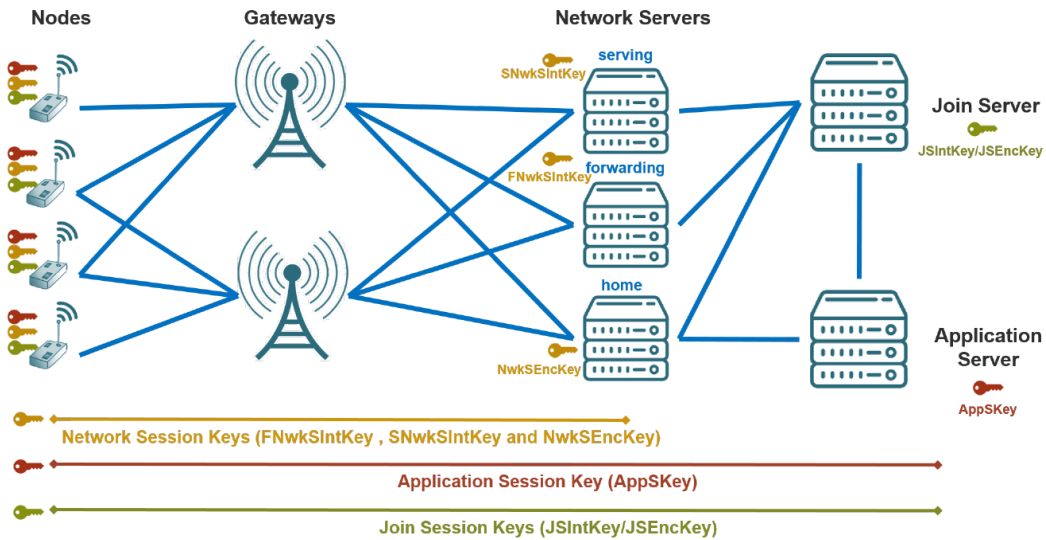 Nodes
Gateways
Network Servers
serving
SNwkSIntKey
Join Server
JSIntKey/JSEncKey
forwarding
FNwkSIntKey
home
NwkSEncKey
Application
Server
AppSKey
Network Session Keys (FNwkSIntKey , SNwkSIntKey and NwkSEncKey)
Application Session Key (AppSKey)
Join Session Keys (JSIntKey/JSEncKey)